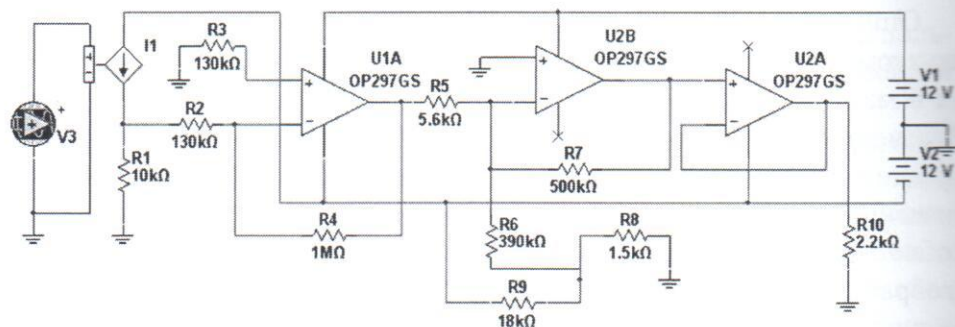 I1
V3
R1
10kΩ
R2
130kΩ
R3
130kΩ
U1A
OP297GS
R4
1MΩ
R5
5.6kΩ
U2B
OP297GS
R7
500kΩ
R6
390kΩ
R8
1.5kΩ
R9
18kΩ
U2A
OP297GS
V1
12 V
V2
12 V
R10
2.2kΩ